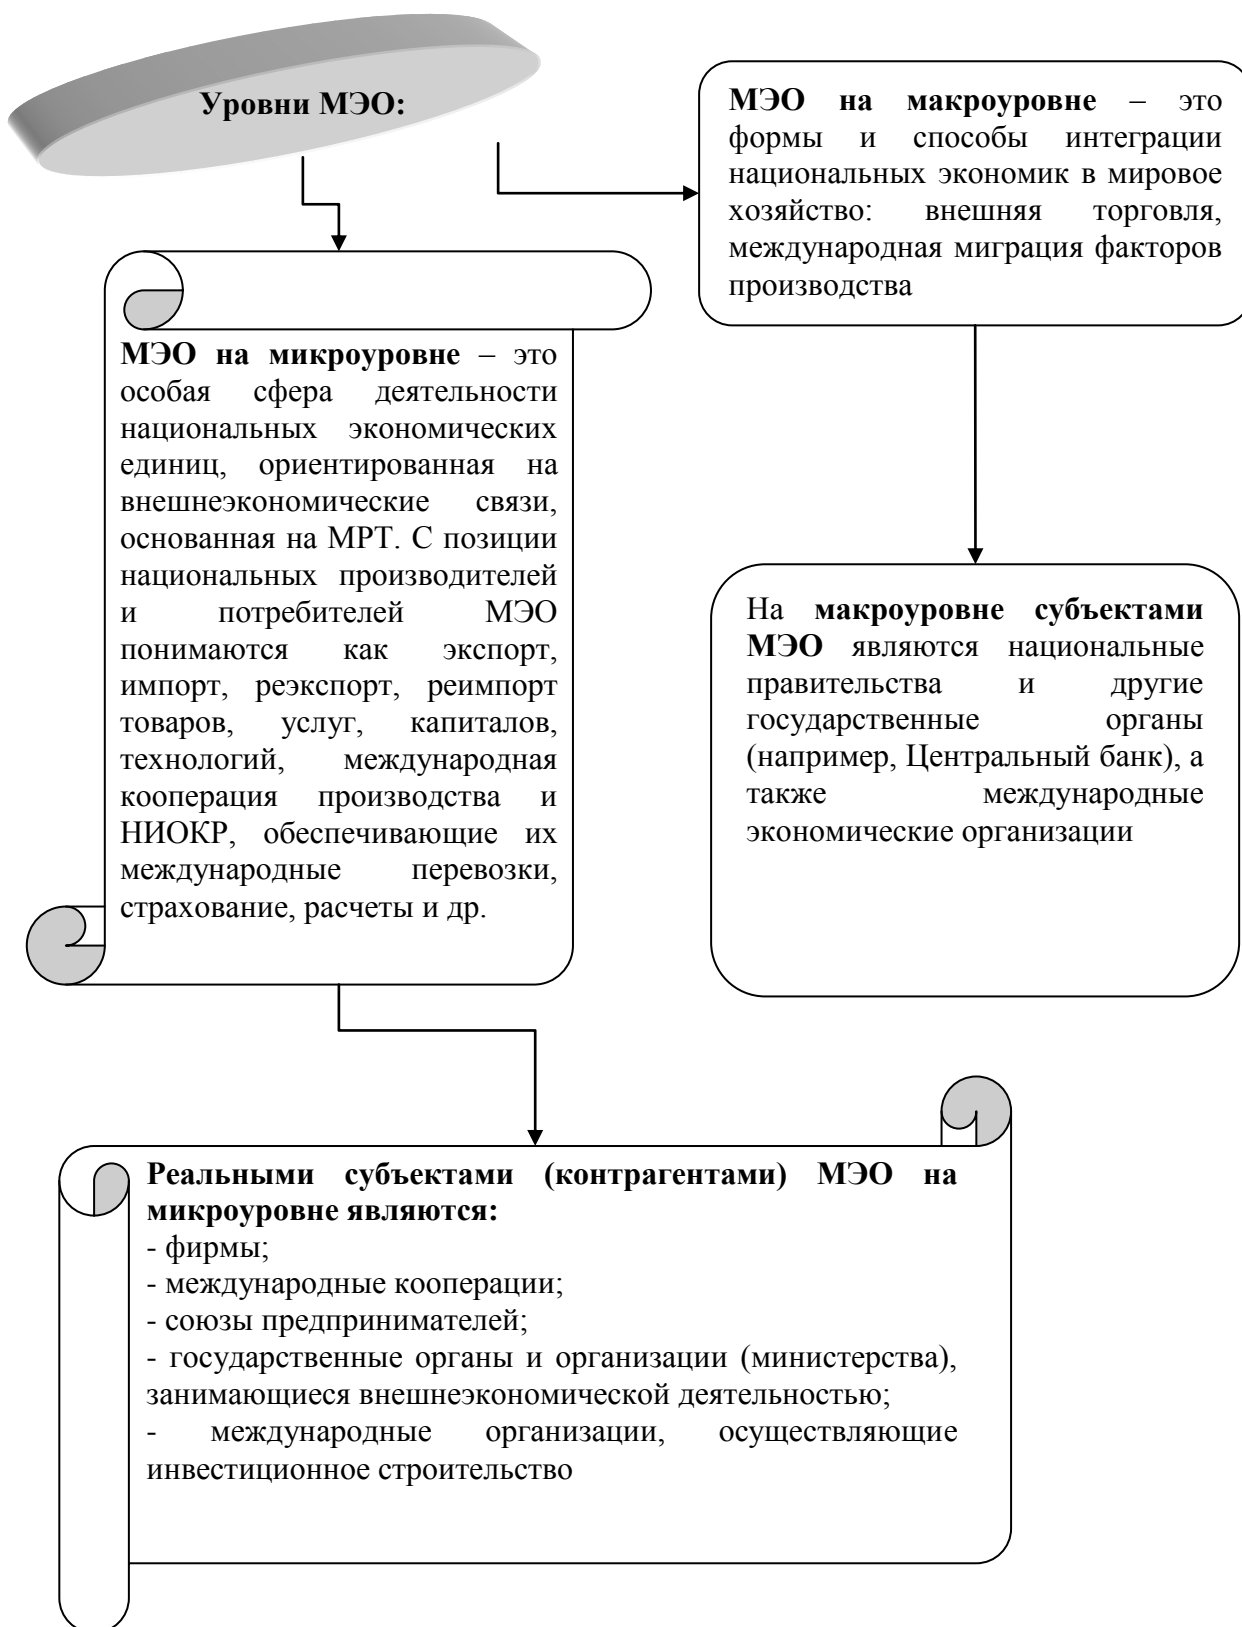 Уровни МЭО:
МЭО на макроуровне – это
формы и способы интеграции
национальных экономик в мировое
хозяйство: внешняя торговля,
международная миграция факторов
производства
МЭО на микроуровне – это
особая сфера деятельности
национальных экономических
единиц, ориентированная на
внешнеэкономические связи,
основанная на МРТ. С позиции
национальных производителей
и потребителей МЭО
понимаются как экспорт,
импорт, реэкспорт, реимпорт
товаров, услуг, капиталов,
технологий, международная
кооперация производства и
НИОКР, обеспечивающие их
международные перевозки,
страхование, расчеты и др.
На макроуровне субъектами
МЭО являются национальные
правительства и другие
государственные органы
(например, Центральный банк), а
также международные
экономические организации
Реальными субъектами (контрагентами) МЭО на
микроуровне являются:
- фирмы;
- международные кооперации;
- союзы предпринимателей;
- государственные органы и организации (министерства),
занимающиеся внешнеэкономической деятельностью;
- международные организации, осуществляющие
инвестиционное строительство